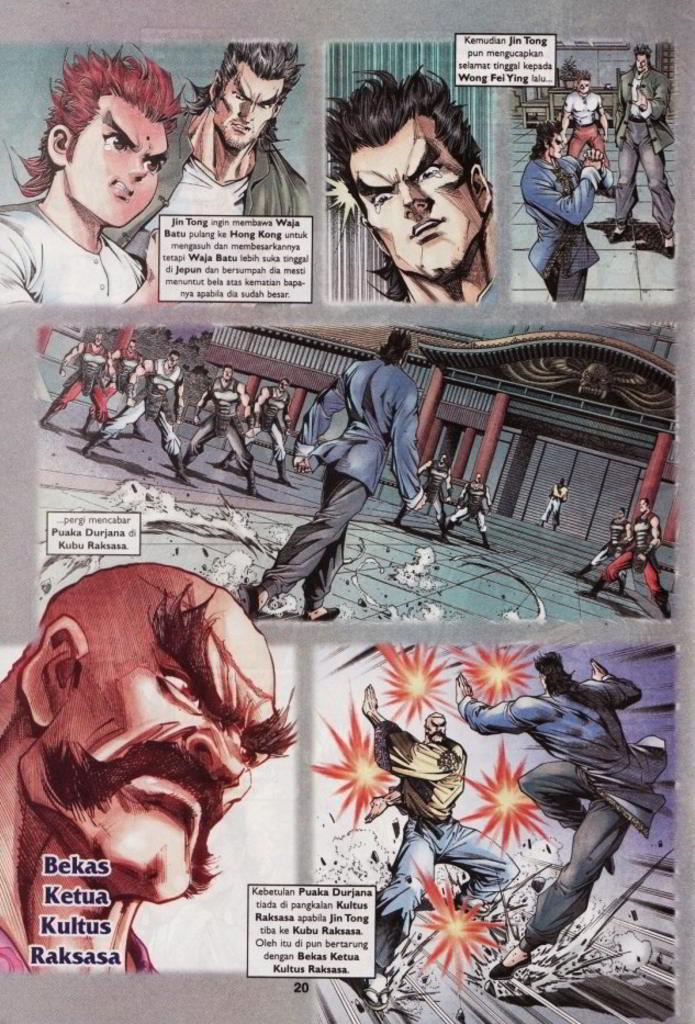 Jin Tong ingin membawa Waja
Batu pulang ke Hong Kong untuk
mengasuh dan membesarkannya
tetapi Waja Batu lebih suka tinggal
di Jepun dan bersumpah dia mesti
menuntut bela atas kematian bapa-
nya apabila dia sudah besar.
Kemudian Jin Tong
pun mengucapkan
selamat tinggal kepada
Wong Fei Ying lalu...
...pergi mencabar
Puaka Durjana di
Kubu Raksasa.
Bekas
Ketua
Kultus
Raksasa
Kebetulan Puaka Durjana
tiada di pangkalan Kultus
Raksasa apabila Jin Tong
tiba ke Kubu Raksasa.
Oleh itu di pun bertarung
dengan Bekas Ketua
Kultus Raksasa.
20